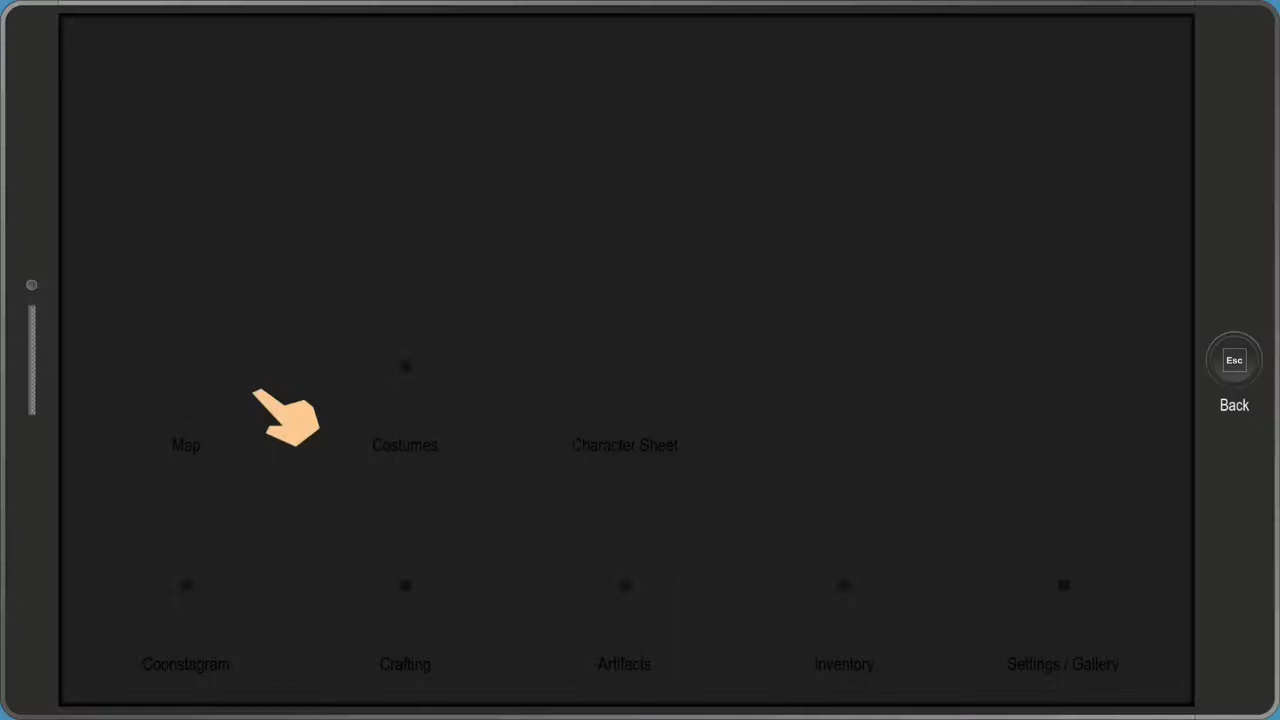 Esc
Back
Map Costumes Character Sheet
Coonstagram Crafting Artifacts Inventory Settings / Gallery